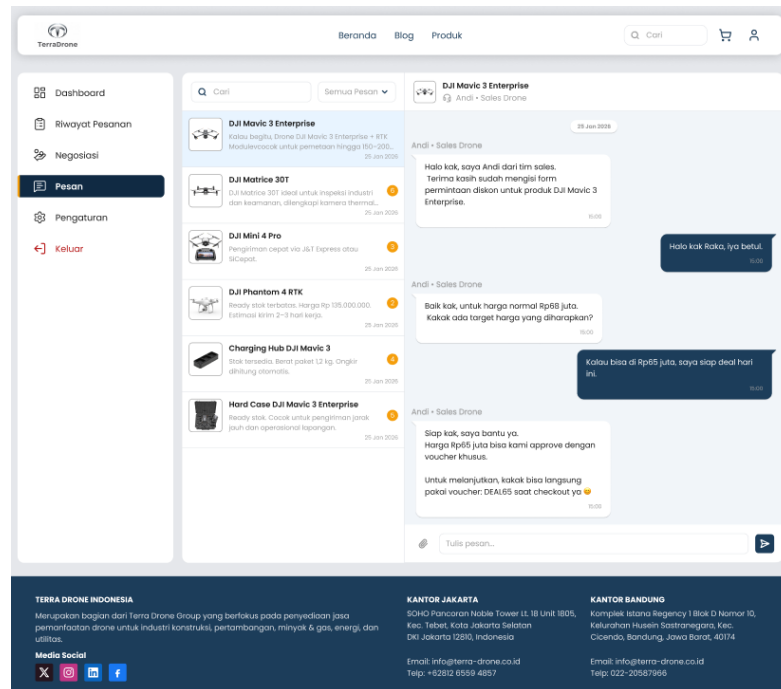 TerraDrone
Beranda
Blog
Produk
Cari
Dashboard
Riwayat Pesanan
Negosiasi
Pesan
Pengaturan
Keluar
Cari
Semua Pesan
DJI Mavic 3 Enterprise
Kalau begitu, Drone DJI Mavic 3 Enterprise + RTK
Modulevcocok untuk pemetaan hingga 150–200...
25 Jan 2026
DJI Matrice 30T
DJI Matrice 30T ideal untuk inspeksi industri
dan keamanan, dilengkapi kamera thermal...
25 Jan 2026
DJI Mini 4 Pro
Pengiriman cepat via J&T Express atau
SiCepat.
25 Jan 2026
DJI Phantom 4 RTK
Ready stok terbatas. Harga Rp 135.000.000.
Estimasi kirim 2–3 hari kerja.
2
25 Jan 2026
Charging Hub DJI Mavic 3
Stok tersedia. Berat paket 1,2 kg. Ongkir
dihitung otomatis.
4
25 Jan 2026
Hard Case DJI Mavic 3 Enterprise
Ready stok. Cocok untuk pengiriman jarak
jauh dan operasional lapangan.
25 Jan 2026
DJI Mavic 3 Enterprise
Andi • Sales Drone
25 Jan 2026
Andi • Sales Drone
Halo kak, saya Andi dari tim sales.
Terima kasih sudah mengisi form
permintaan diskon untuk produk DJI Mavic 3
Enterprise.
15:00
Halo kak Raka, iya betul.
15:00
Andi • Sales Drone
Baik kak, untuk harga normal Rp68 juta.
Kakak ada target harga yang diharapkan?
15:00
Kalau bisa di Rp65 juta, saya siap deal hari
ini.
15:00
Andi • Sales Drone
Siap kak, saya bantu ya.
Harga Rp65 juta bisa kami approve dengan
voucher khusus.
Untuk melanjutkan, kakak bisa langsung
pakai voucher: DEAL65 saat checkout ya 😊
15:00
Tulis pesan...
TERRA DRONE INDONESIA
Merupakan bagian dari Terra Drone Group yang berfokus pada penyediaan jasa
pemanfaatan drone untuk industri konstruksi, pertambangan, minyak & gas, energi, dan
utilitas.
Media Social
KANTOR JAKARTA
SOHO Pancoran Noble Tower Lt. 18 Unit 1805,
Kec. Tebet, Kota Jakarta Selatan
DKI Jakarta 12810, Indonesia
Email: info@terra-drone.co.id
Telp: +62812 6559 4857
KANTOR BANDUNG
Komplek Istana Regency 1 Blok D Nomor 10,
Kelurahan Husein Sastranegara, Kec.
Cicendo, Bandung, Jawa Barat, 40174
Email: info@terra-drone.co.id
Telp: 022-20587966